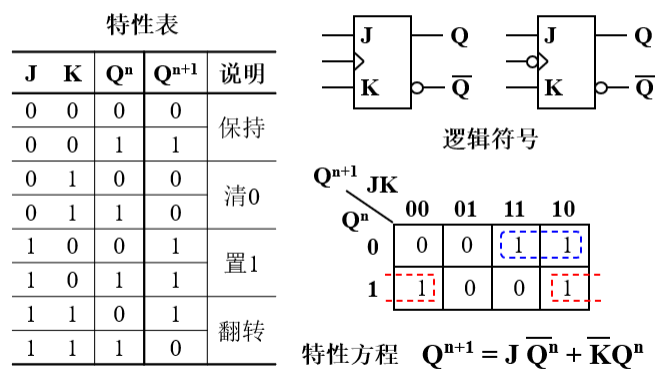 特性表
J K Qⁿ Qⁿ⁺¹ 说明
0 0 0 0 保持
0 0 1 1
0 1 0 0 清0
0 1 1 0
1 0 0 1 置1
1 0 1 1
1 1 0 1 翻转
1 1 1 0
J Q
K Q̅
J Q
K Q̅
逻辑符号
Qⁿ⁺¹ JK
Qⁿ 00 01 11 10
0 0 0 1 1
1 1 0 0 1
特性方程 Qⁿ⁺¹ = J Q̅ⁿ + K̅Qⁿ